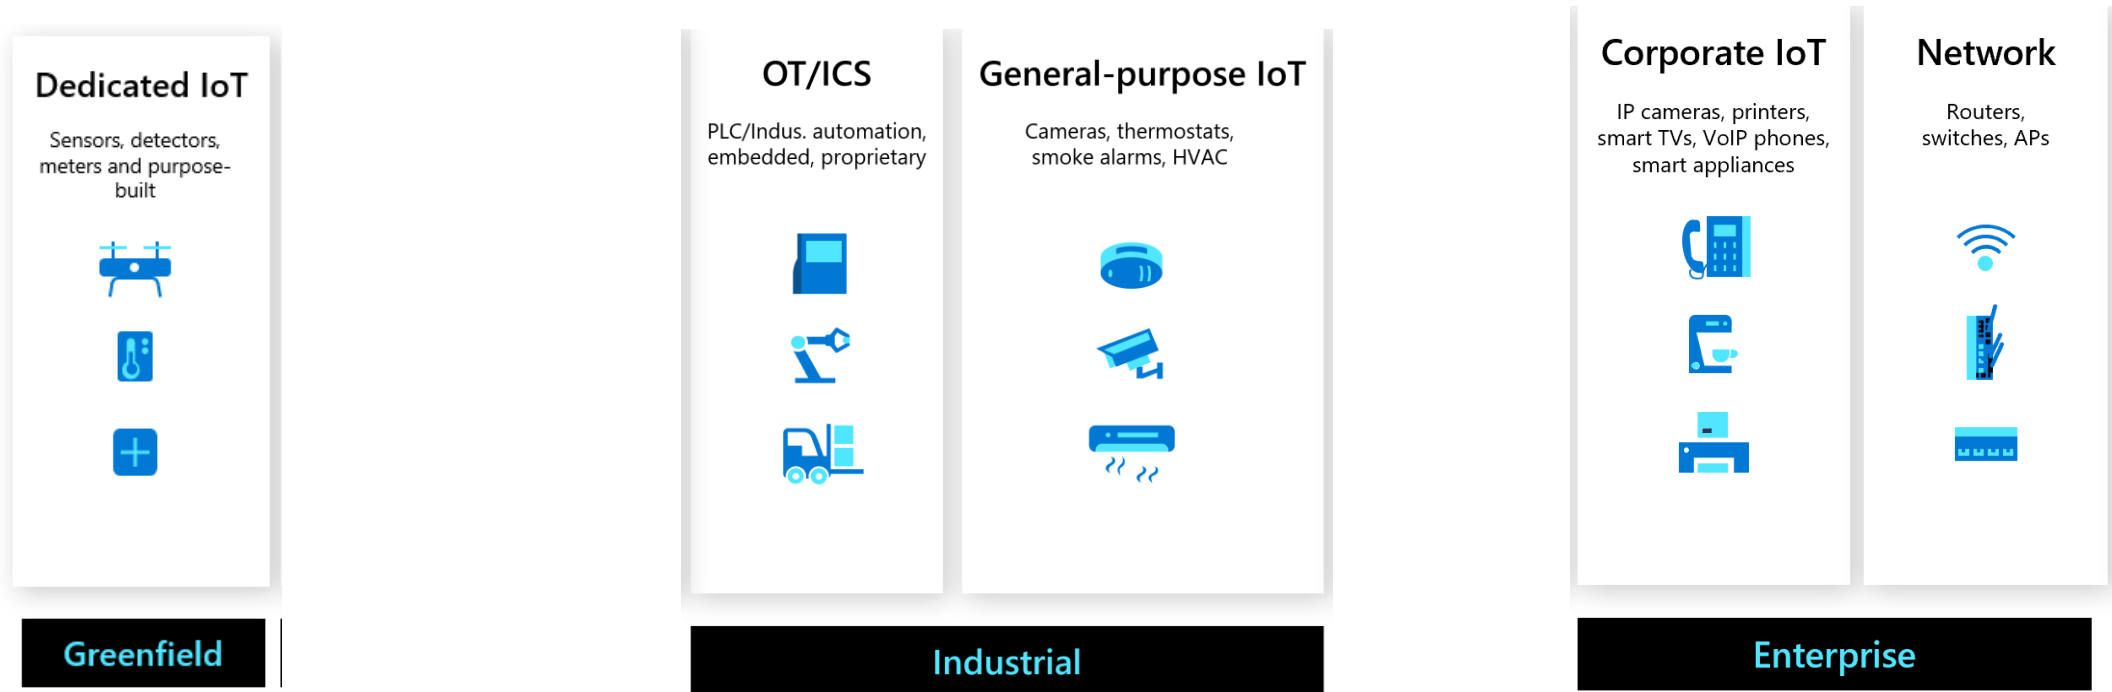 Dedicated IoT
Sensors, detectors,
meters and purpose-
built
Greenfield
OT/ICS
PLC/Indus. automation,
embedded, proprietary
General-purpose IoT
Cameras, thermostats,
smoke alarms, HVAC
Industrial
Corporate IoT
IP cameras, printers,
smart TVs, VoIP phones,
smart appliances
Network
Routers,
switches, APs
Enterprise